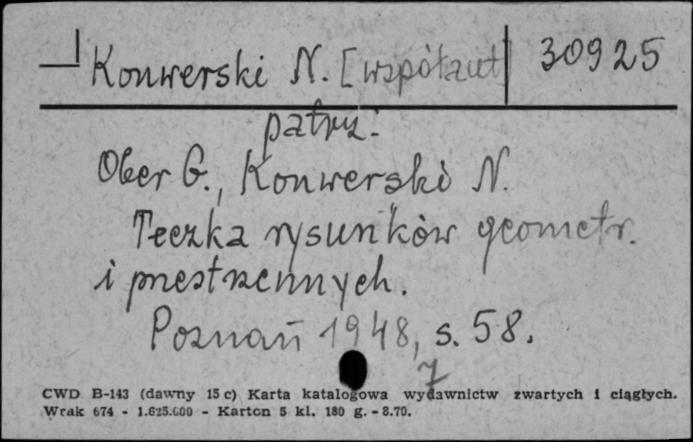 Konwerski N. [współaut] 30925
patrz:
Ober G., Konwerski N.
Teczka rysunków geometr.
i przestrzennych.
Poznań 1948, s. 58.
7
CWD B-143 (dawny 15 c) Karta katalogowa wydawnictw zwartych i ciągłych.
Wrak 674 - 1.625.000 - Karton 5 kl. 180 g. - 8.70.